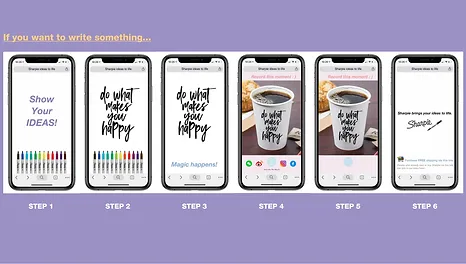 If you want to write something...
Sharpie ideas to life
Show
Your
IDEAS!
STEP 1
Sharpie ideas to life
do what
makes
you
happy
STEP 2
Sharpie ideas to life
do what
makes
you
happy
Magic happens!
STEP 3
Sharpie ideas to life
Record this moment :)
do what
makes
you
happy
STEP 4
Sharpie ideas to life
Record this moment :)
do what
makes
you
happy
STEP 5
Sharpie ideas to life
Sharpie brings your ideas to life.
Sharpie
STEP 6